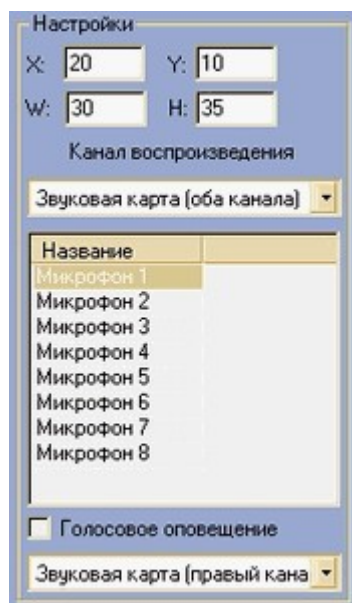 Настройки
X: 20 Y: 10
W: 30 H: 35
Канал воспроизведения
Звуковая карта (оба канала)
Название
Микрофон 1
Микрофон 2
Микрофон 3
Микрофон 4
Микрофон 5
Микрофон 6
Микрофон 7
Микрофон 8
Голосовое оповещение
Звуковая карта (правый кана